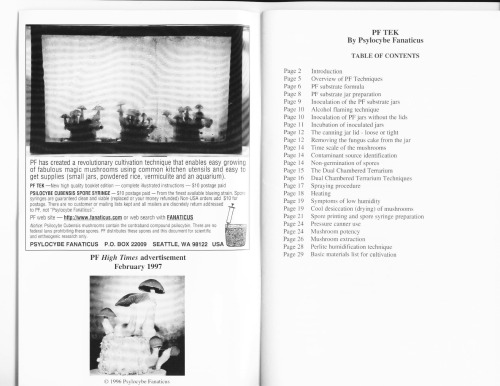 PF has created a revolutionary cultivation technique that enables easy growing
of fabulous magic mushrooms using common kitchen utensils and easy to
get supplies (small jars, powdered rice, vermiculite and an aquarium).
PF TEK — New high quality booklet edition — complete illustrated instructions — $10 postage paid
PSILOCYBE CUBENSIS SPORE SYRINGE — $10 postage paid — From the finest available blueing strain. Spore
syringes are guaranteed clean and viable (replaced or your money refunded) Non-USA orders add $10 for
postage. There are no customer or mailing lists kept and all orders are discretely return addressed
to PF, not "Psylocybe fanaticus".
PF web site — http://www.fanaticus.com or web search with FANATICUS
Notice: Psilocybe Cubensis mushrooms contain the contraband compound psilocybin. There are no
federal laws prohibiting these spores. PF distributes these spores and this document for scientific
and ethnogenic research only.
PSYLOCYBE FANATICUS P.O. BOX 22009 SEATTLE, WA 98122 USA
PF High Times advertisement
February 1997
© 1996 Psylocybe Fanaticus
PF TEK
By Psylocybe Fanaticus
TABLE OF CONTENTS
Page 2 Introduction
Page 5 Overview of PF Techniques
Page 6 PF substrate formula
Page 8 PF substrate jar preparation
Page 9 Inoculation of the PF substrate jars
Page 10 Alcohol flaming technique
Page 10 Inoculation of PF jars without the lids
Page 11 Incubation of inoculated jars
Page 12 The canning jar lid - loose or tight
Page 12 Removing the fungus cake from the jar
Page 14 Time scale of the mushrooms
Page 14 Contaminant source identification
Page 14 Non-germination of spores
Page 15 The Dual Chambered Terrarium
Page 16 Dual Chambered Terrarium Techniques
Page 17 Spraying procedure
Page 18 Heating
Page 19 Symptoms of low humidity
Page 19 Cool desiccation (drying) of mushrooms
Page 21 Spore printing and spore syringe preparation
Page 24 Pressure canner use
Page 24 Mushroom potency
Page 26 Mushroom extraction
Page 28 Perlite humidification technique
Page 29 Basic materials list for cultivation